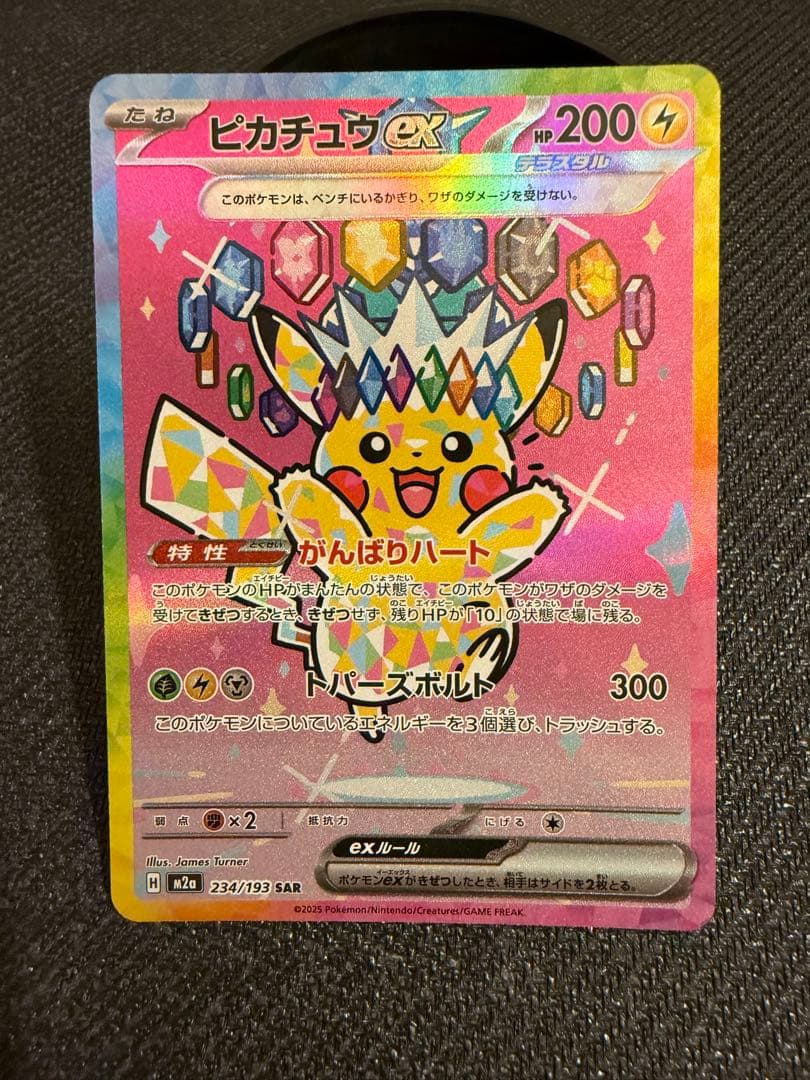 たね
ピカチュウex
HP 200
テラスタル
このポケモンは、ベンチにいるかぎり、ワザのダメージを受けない。
特性 とくせい がんばりハート
このポケモンのHPがまんたんの状態で、このポケモンがワザのダメージを
受けてきぜつするとき、きぜつせず、残りHPが「10」の状態で場に残る。
トパーズボルト 300
このポケモンについているエネルギーを3個選び、トラッシュする。
弱点 ×2 抵抗力 にげる
exルール
ポケモンexがきぜつしたとき、相手はサイドを2枚とる。
Illus. James Turner
H m2a 234/193 SAR
©2025 Pokémon/Nintendo/Creatures/GAME FREAK.